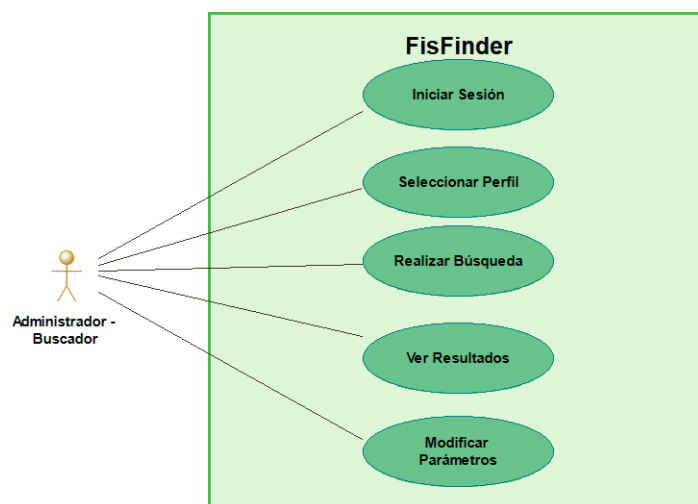 FisFinder
Iniciar Sesión
Seleccionar Perfil
Realizar Búsqueda
Administrador -
Buscador
Ver Resultados
Modificar
Parámetros